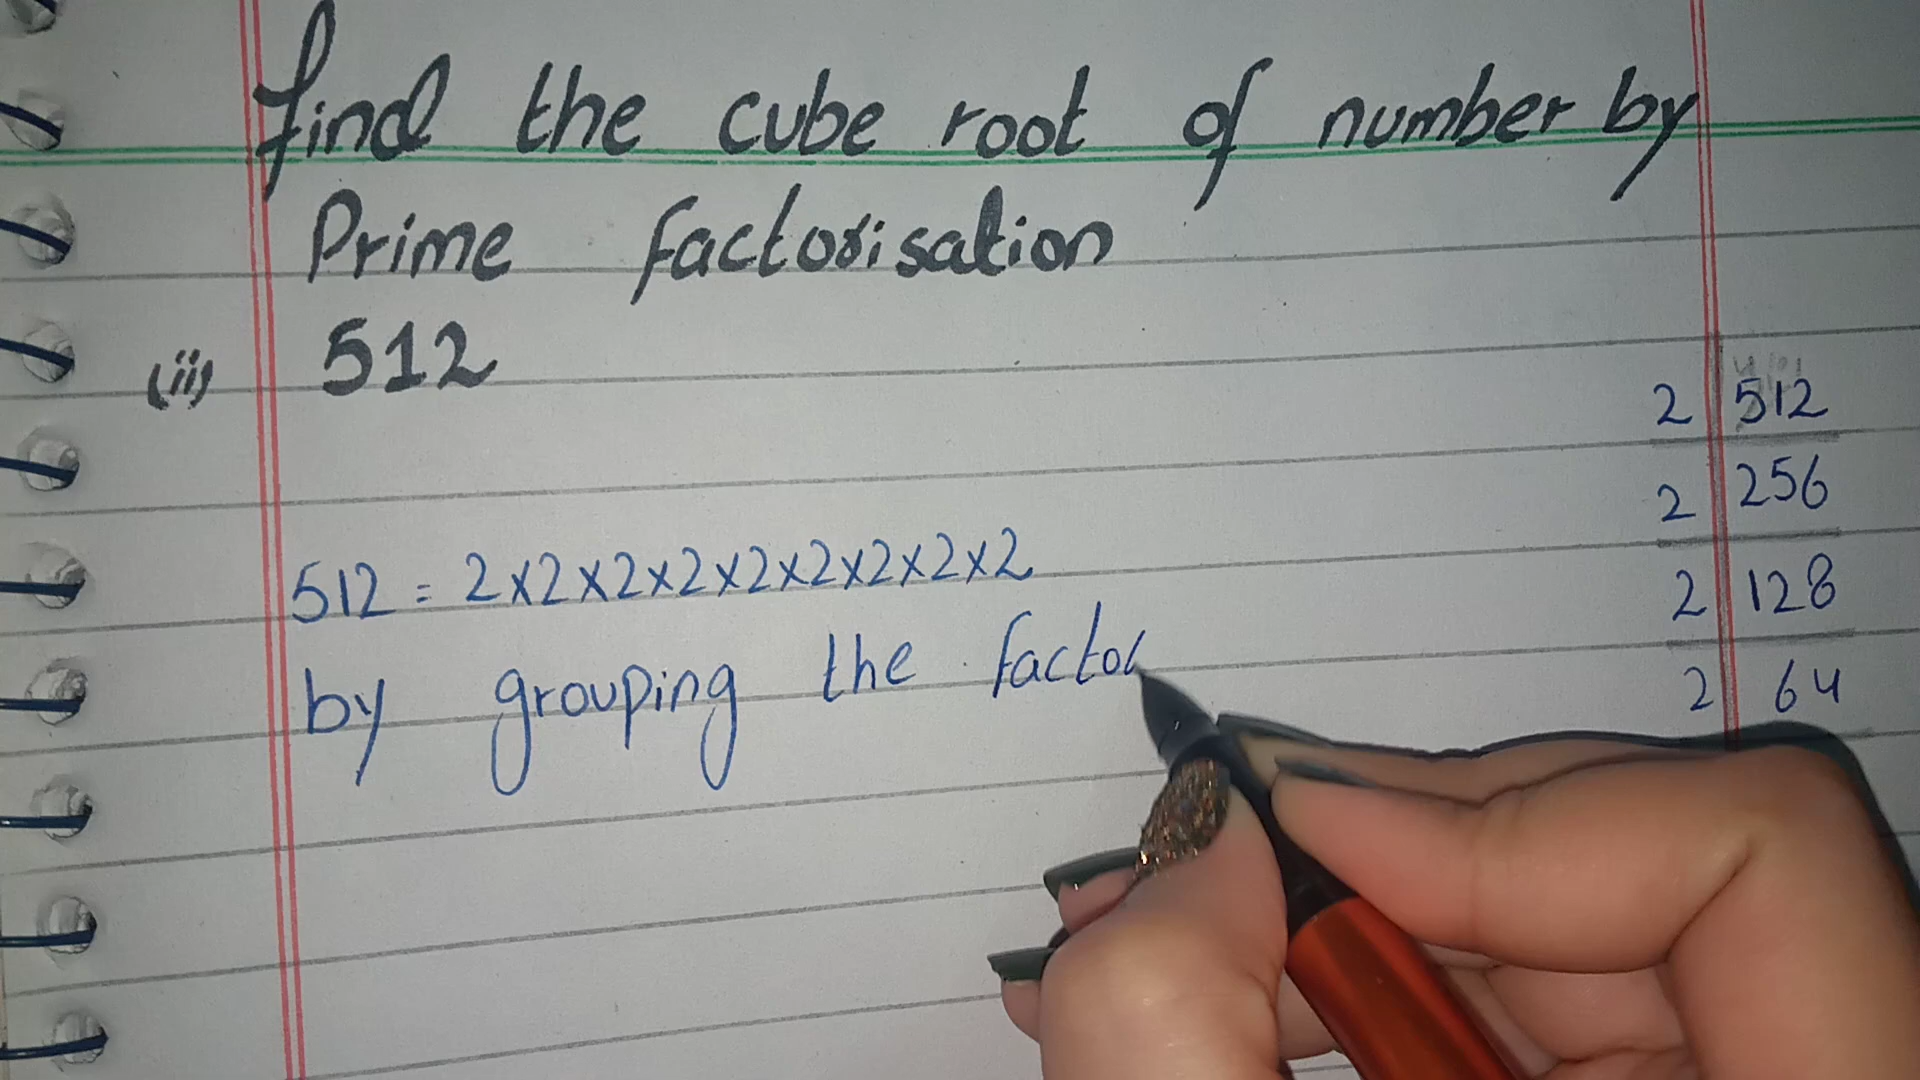 find the cube root of number by
Prime factorisation
(ii) 512
2 512
2 256
512 = 2x2x2x2x2x2x2x2x2
2 128
by grouping the factor
2 64